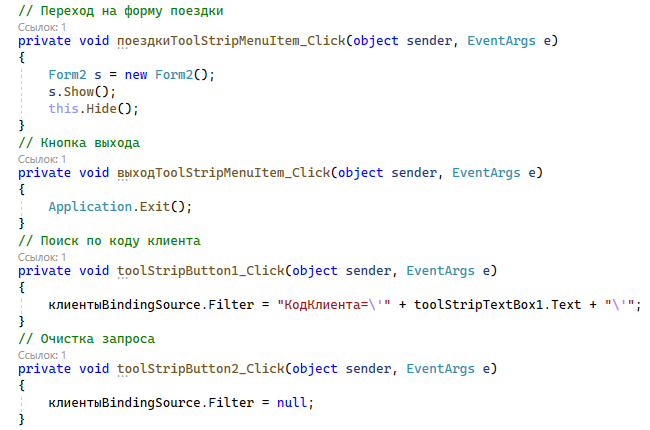 // Переход на форму поездки
Ссылок: 1
private void поездкиToolStripMenuItem_Click(object sender, EventArgs e)
{
Form2 s = new Form2();
s.Show();
this.Hide();
}
// Кнопка выхода
Ссылок: 1
private void выходToolStripMenuItem_Click(object sender, EventArgs e)
{
Application.Exit();
}
// Поиск по коду клиента
Ссылок: 1
private void toolStripButton1_Click(object sender, EventArgs e)
{
клиентыBindingSource.Filter = "КодКлиента=\'" + toolStripTextBox1.Text + "\'";
}
// Очистка запроса
Ссылок: 1
private void toolStripButton2_Click(object sender, EventArgs e)
{
клиентыBindingSource.Filter = null;
}